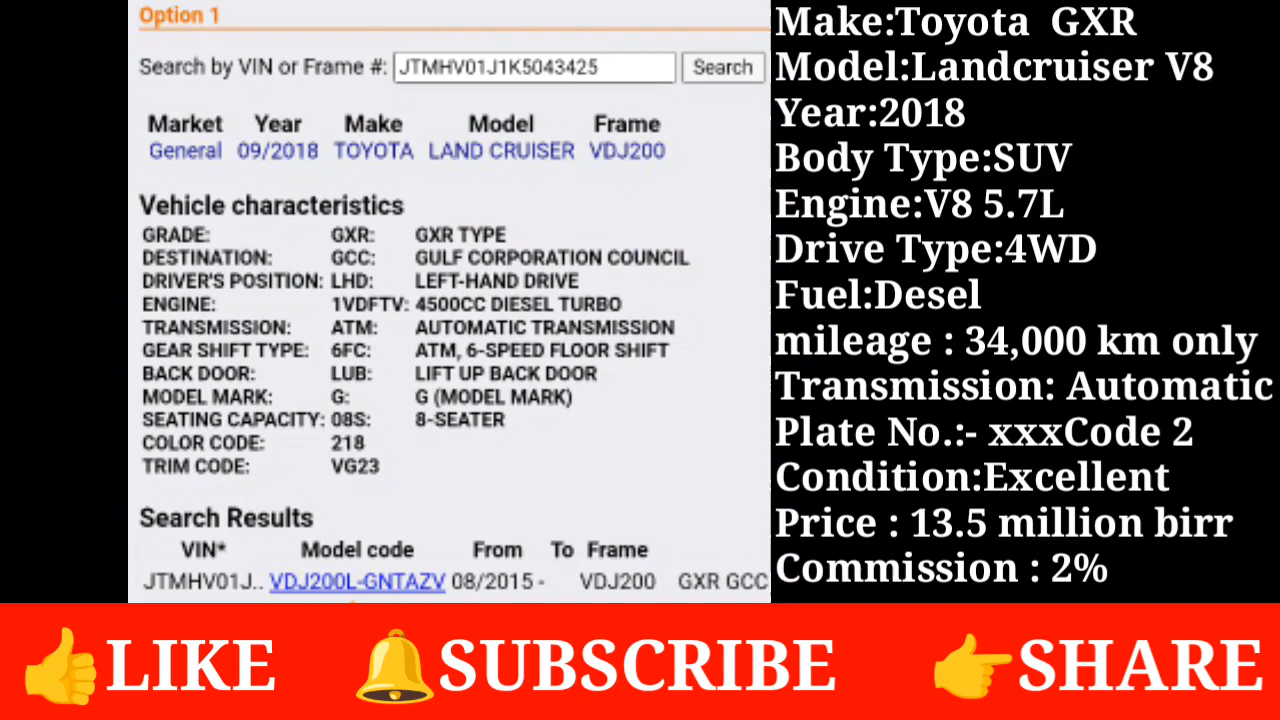 Option 1
Search by VIN or Frame #: JTMHV01J1K5043425 Search
Market Year Make Model Frame
General 09/2018 TOYOTA LAND CRUISER VDJ200
Vehicle characteristics
GRADE: GXR: GXR TYPE
DESTINATION: GCC: GULF CORPORATION COUNCIL
DRIVER'S POSITION: LHD: LEFT-HAND DRIVE
ENGINE: 1VDFTV: 4500CC DIESEL TURBO
TRANSMISSION: ATM: AUTOMATIC TRANSMISSION
GEAR SHIFT TYPE: 6FC: ATM, 6-SPEED FLOOR SHIFT
BACK DOOR: LUB: LIFT UP BACK DOOR
MODEL MARK: G: G (MODEL MARK)
SEATING CAPACITY: 08S: 8-SEATER
COLOR CODE: 218
TRIM CODE: VG23
Search Results
VIN* Model code From To Frame
JTMHV01J.. VDJ200L-GNTAZV 08/2015 - VDJ200 GXR GCC
Make:Toyota GXR
Model:Landcruiser V8
Year:2018
Body Type:SUV
Engine:V8 5.7L
Drive Type:4WD
Fuel:Desel
mileage : 34,000 km only
Transmission: Automatic
Plate No.:- xxxCode 2
Condition:Excellent
Price : 13.5 million birr
Commission : 2%
👍LIKE 🔔SUBSCRIBE 👉SHARE